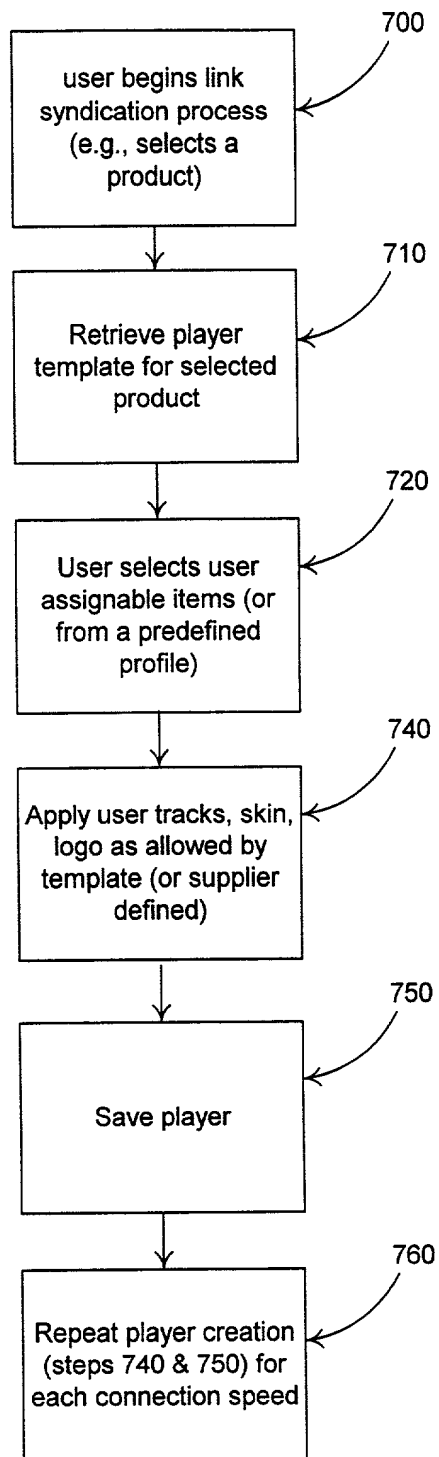 700
user begins link
syndication process
(e.g., selects a
product)
710
Retrieve player
template for selected
product
720
User selects user
assignable items (or
from a predefined
profile)
740
Apply user tracks, skin,
logo as allowed by
template (or supplier
defined)
750
Save player
760
Repeat player creation
(steps 740 & 750) for
each connection speed